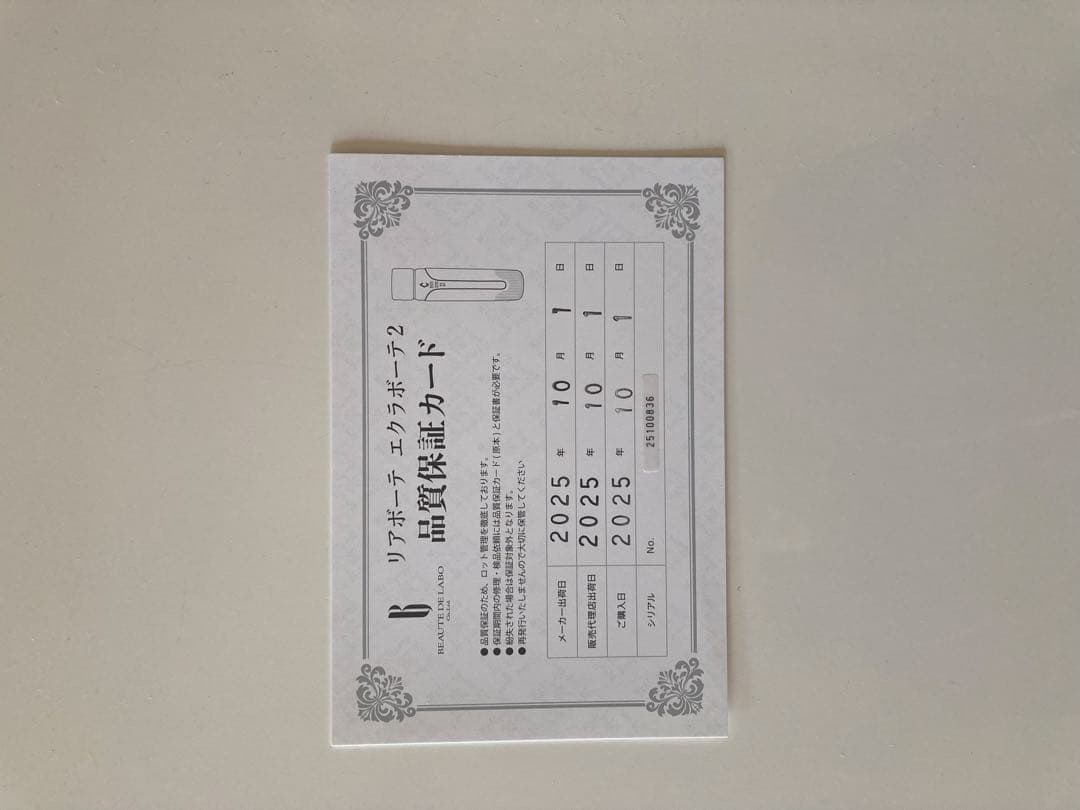 リアボーテ エクラボーテ2
品質保証カード
BEAUTE DE LABO
Co.Ltd
●品質保証のため、ロット管理を徹底しております。
●保証期間内の修理・検品依頼には品質保証カード(原本)と保証書が必要です。
●紛失された場合は保証対象外となります。
●再発行いたしませんので大切に保管してください
メーカー出荷日 2025 年 10 月 1 日
販売代理店出荷日 2025 年 10 月 1 日
ご購入日 2025 年 10 月 1 日
シリアル No. 25100836